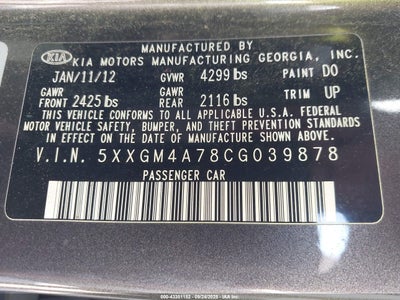 MANUFACTURED BY
KIA KIA MOTORS MANUFACTURING GEORGIA, INC.
JAN/11/12 GVWR 4299 lbs PAINT D0
GAWR GAWR TRIM UP
FRONT 2425 lbs REAR 2116 lbs
THIS VEHICLE CONFORMS TO ALL APPLICABLE U.S.A. FEDERAL
MOTOR VEHICLE SAFETY, BUMPER, AND THEFT PREVENTION STANDARDS
IN EFFECT ON THE DATE OF MANUFACTURE SHOWN ABOVE.
V.I.N. 5XXGM4A78CG039878
PASSENGER CAR